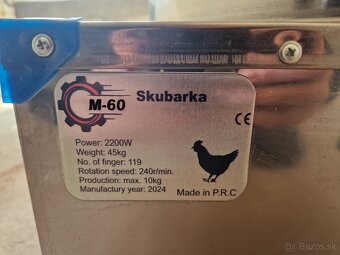 M-60
Skubarka
CE
Power: 2200W
Weight: 45kg
No. of finger: 119
Rotation speed: 240r/min.
Production: max. 10kg
Manufactury year: 2024
Made in P.R.C
Bazos.sk